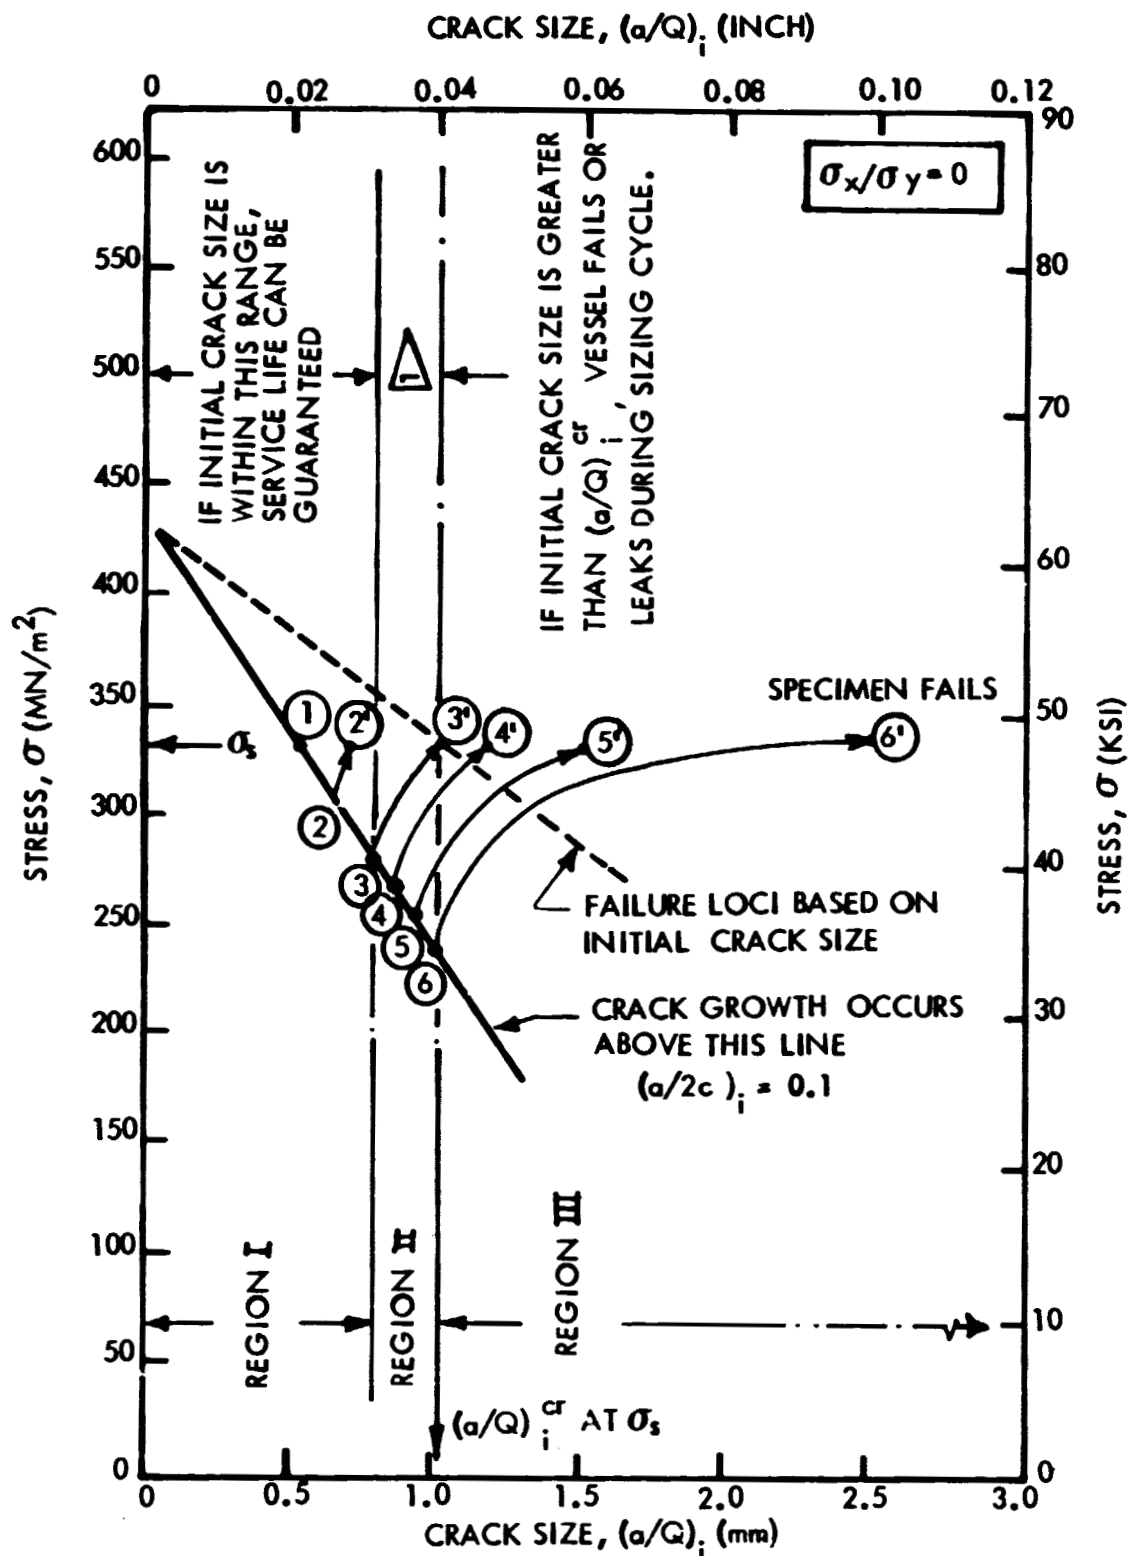 CRACK SIZE, (a/Q)i (INCH)
0 0.02 0.04 0.06 0.08 0.10 0.12
σx/σy = 0
600
550
500
450
400
350
300
250
200
150
100
50
0
90
80
70
60
50
40
30
20
10
0
STRESS, σ (MN/m²)
STRESS, σ (KSI)
IF INITIAL CRACK SIZE IS
WITHIN THIS RANGE,
SERVICE LIFE CAN BE
GUARANTEED
1
IF INITIAL CRACK SIZE IS GREATER
THAN (a/Q)i^cr, VESSEL FAILS OR
LEAKS DURING SIZING CYCLE.
SPECIMEN FAILS
σs
1
2'
3'
4'
5'
6'
2
3
4
5
6
FAILURE LOCI BASED ON
INITIAL CRACK SIZE
CRACK GROWTH OCCURS
ABOVE THIS LINE
(a/2c)i = 0.1
REGION I
REGION II
REGION III
(a/Q)i^cr AT σs
0 0.5 1.0 1.5 2.0 2.5 3.0
CRACK SIZE, (a/Q)i (mm)